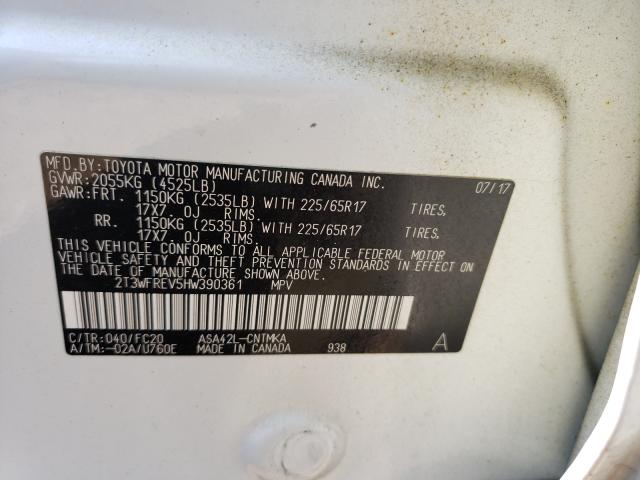 MFD.BY:TOYOTA MOTOR MANUFACTURING CANADA INC.
07/17
GVWR:2055KG (4525LB)
GAWR:FRT. 1150KG (2535LB) WITH 225/65R17 TIRES,
17X7. 0J RIMS.
RR. 1150KG (2535LB) WITH 225/65R17 TIRES,
17X7. 0J RIMS.
THIS VEHICLE CONFORMS TO ALL APPLICABLE FEDERAL MOTOR
VEHICLE SAFETY AND THEFT PREVENTION STANDARDS IN EFFECT ON
THE DATE OF MANUFACTURE SHOWN ABOVE.
2T3WFREV5HW390361 MPV
C/TR:040/FC20 ASA42L-CNTMKA
A/TM:-02A/U760E MADE IN CANADA 938 A